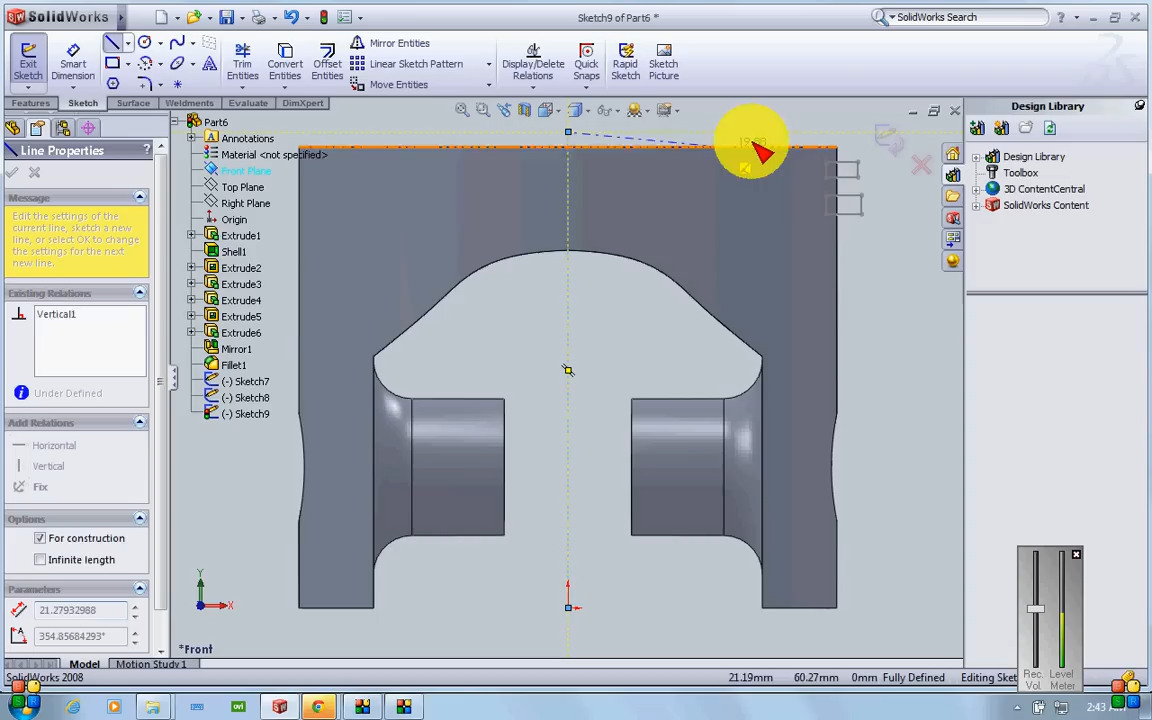 SolidWorks
Sketch9 of Part6 *
SolidWorks Search
Exit Sketch
Smart Dimension
Trim Entities
Convert Entities
Offset Entities
Mirror Entities
Linear Sketch Pattern
Move Entities
Display/Delete Relations
Quick Snaps
Rapid Sketch
Sketch Picture
Features
Sketch
Surface
Weldments
Evaluate
DimXpert
Design Library
Line Properties
?
Message
Edit the settings of the
current line, sketch a new
line, or select OK to change
the settings for the next
new line.
Existing Relations
Vertical1
Under Defined
Add Relations
Horizontal
Vertical
Fix
Options
For construction
Infinite length
Parameters
21.27932988
354.85684293°
Part6
Annotations
Material <not specified>
Front Plane
Top Plane
Right Plane
Origin
Extrude1
Shell1
Extrude2
Extrude3
Extrude4
Extrude5
Extrude6
Mirror1
Fillet1
(-) Sketch7
(-) Sketch8
(-) Sketch9
Y
X
*Front
Design Library
Toolbox
3D ContentCentral
SolidWorks Content
Rec. Vol
Level Meter
Model
Motion Study 1
SolidWorks 2008
21.19mm
60.27mm
0mm
Fully Defined
Editing Sket
ovi
2:43 A